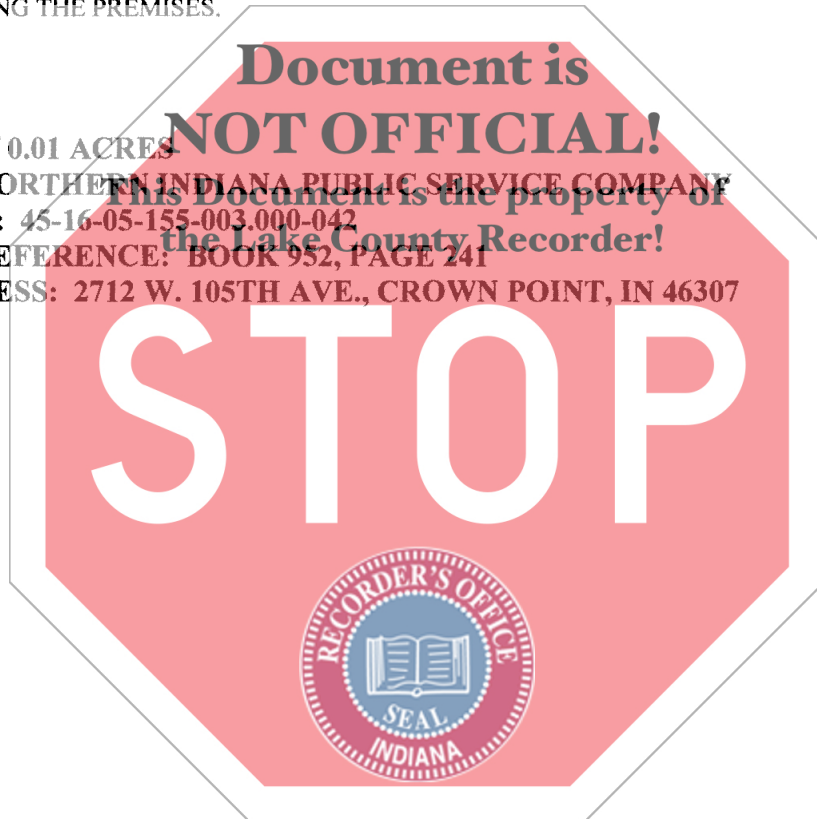 NG THE PREMISES.
Document is
NOT OFFICIAL!
0.01 ACRES
ORTHERN INDIANA PUBLIC SERVICE COMPANY
This Document is the property of
: 45-16-05-155-003.000-042
the Lake County Recorder!
EFERENCE: BOOK 952, PAGE 241
ESS: 2712 W. 105TH AVE., CROWN POINT, IN 46307
STOP
RECORDER'S OFFICE
SEAL
INDIANA